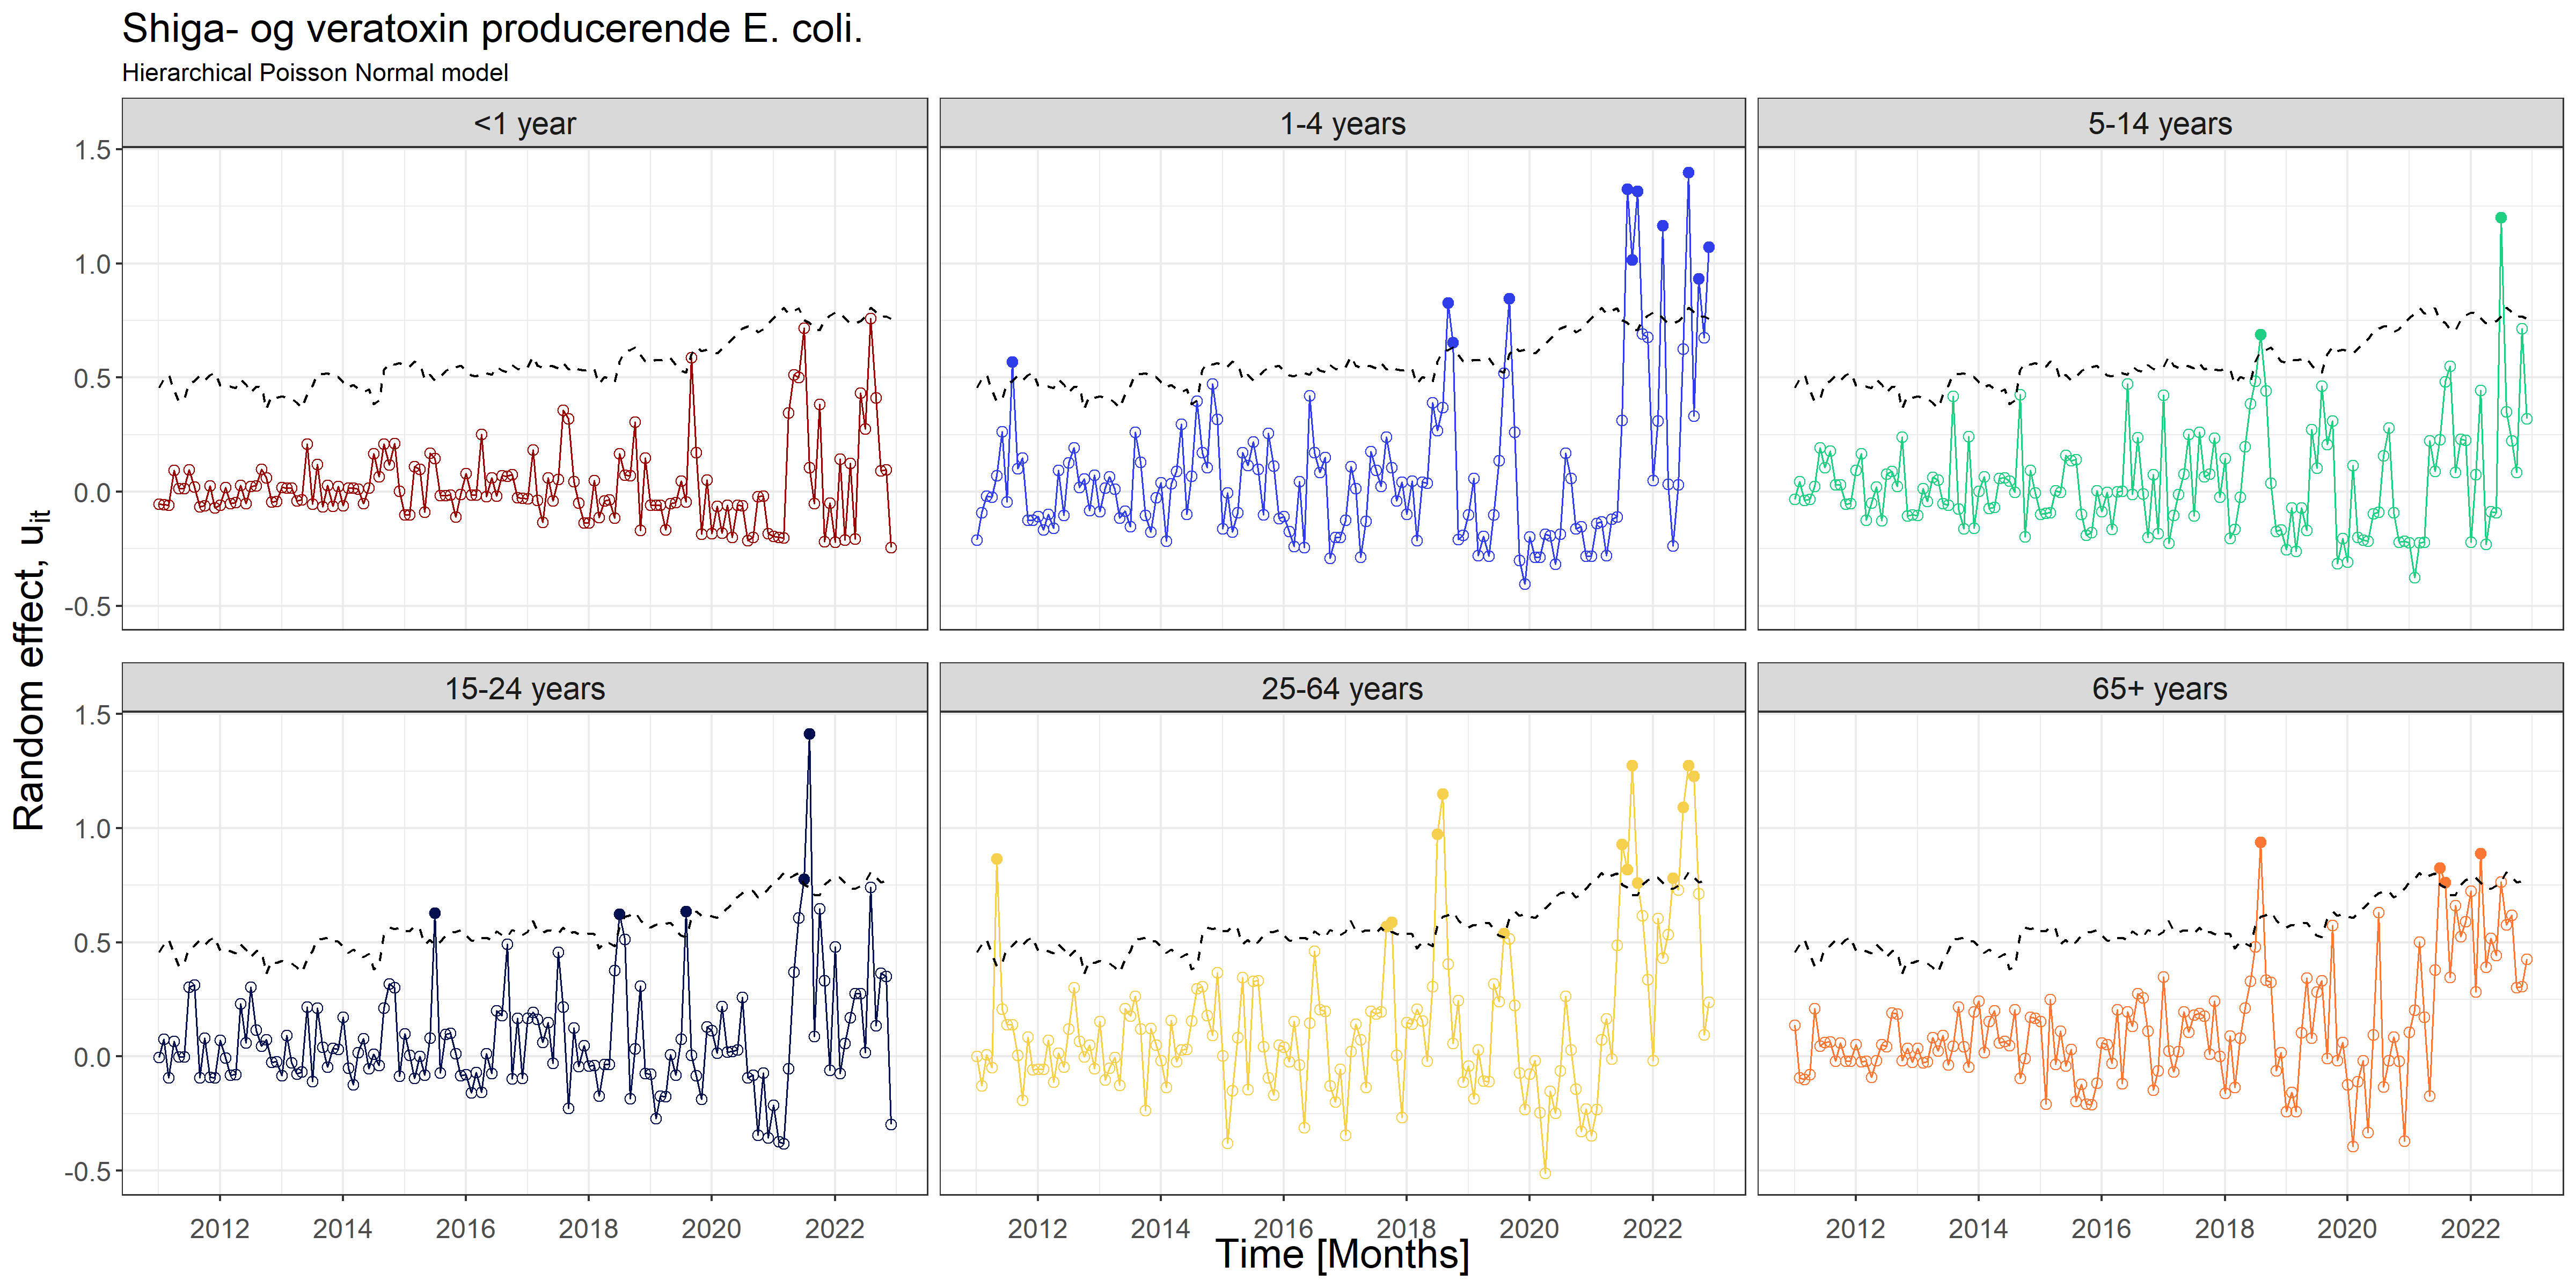 Shiga- og veratoxin producerende E. coli.
Hierarchical Poisson Normal model
<1 year
1-4 years
5-14 years
1.5
1.0
0.5
0.0
-0.5
15-24 years
25-64 years
65+ years
1.5
1.0
0.5
0.0
-0.5
Random effect, uit
2012 2014 2016 2018 2020 2022
2012 2014 2016 2018 2020 2022
2012 2014 2016 2018 2020 2022
Time [Months]